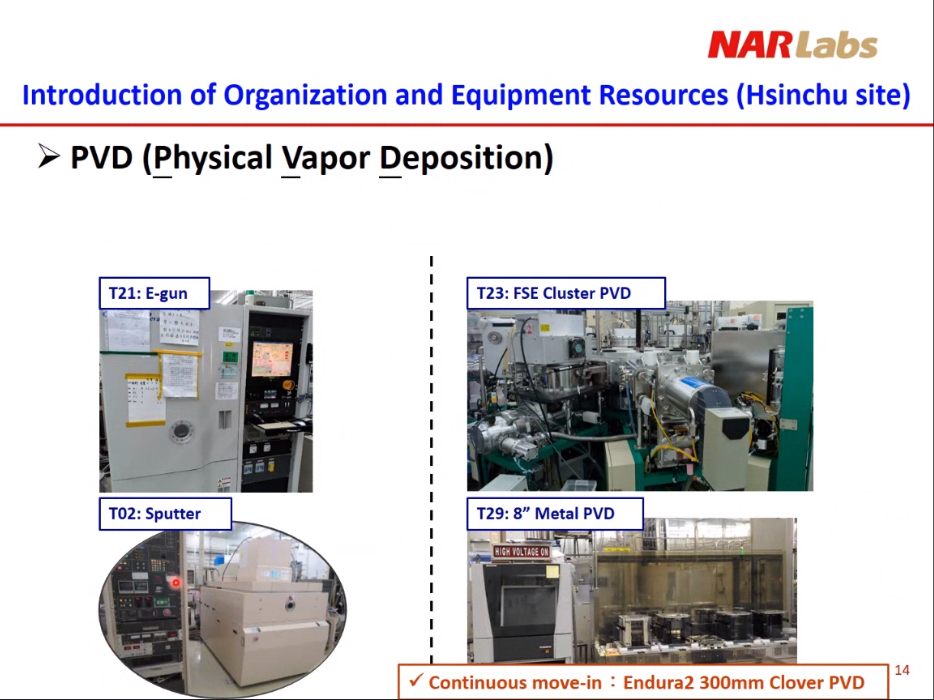 NARLabs
Introduction of Organization and Equipment Resources (Hsinchu site)
PVD (Physical Vapor Deposition)
T21: E-gun
T23: FSE Cluster PVD
T02: Sputter
T29: 8” Metal PVD
HIGH VOLTAGE ON
✓ Continuous move-in：Endura2 300mm Clover PVD
14